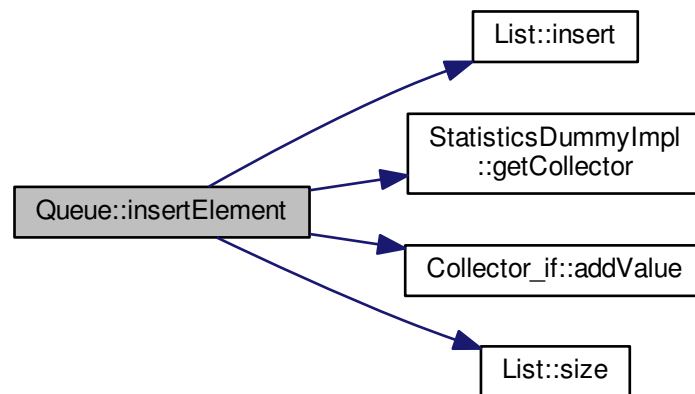 List::insert
StatisticsDummyImpl
::getCollector
Queue::insertElement
Collector_if::addValue
List::size